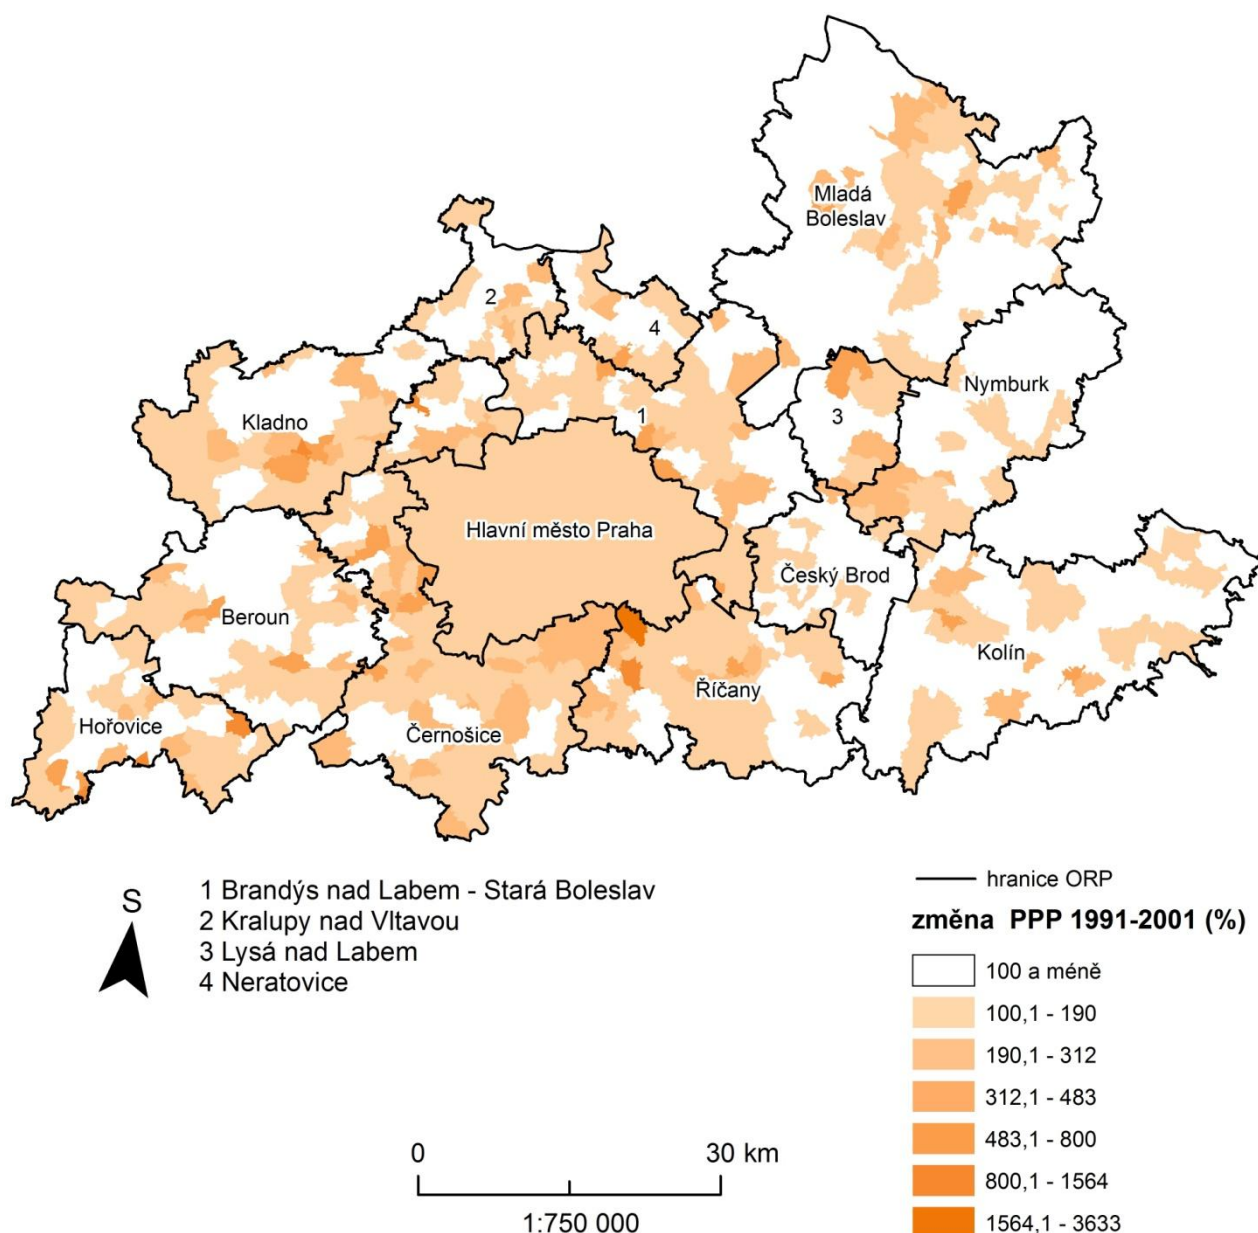 Mladá
Boleslav
2
4
Nymburk
Kladno
1
3
Hlavní město Praha
Český Brod
Beroun
Kolín
Říčany
Hořovice
Černošice
S
1 Brandýs nad Labem - Stará Boleslav
2 Kralupy nad Vltavou
3 Lysá nad Labem
4 Neratovice
hranice ORP
změna PPP 1991-2001 (%)
100 a méně
100,1 - 190
190,1 - 312
312,1 - 483
483,1 - 800
800,1 - 1564
1564,1 - 3633
0 30 km
1:750 000